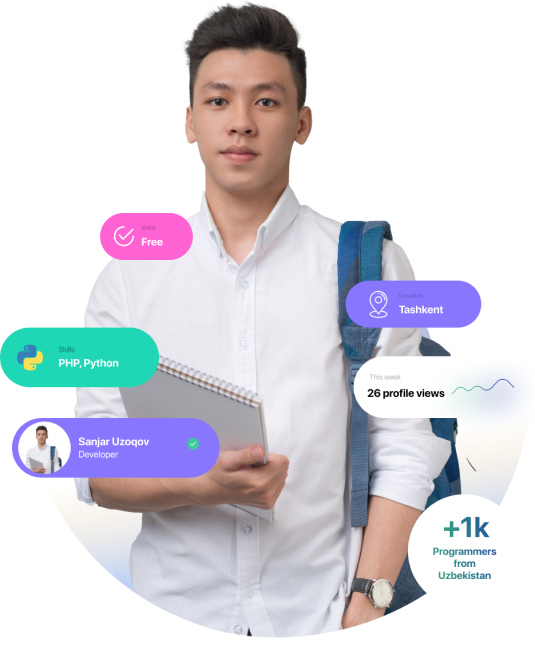 state
Free
Location
Tashkent
Skills
PHP, Python
This week
26 profile views
Sanjar Uzoqov
Developer
+1k
Programmers
from
Uzbekistan